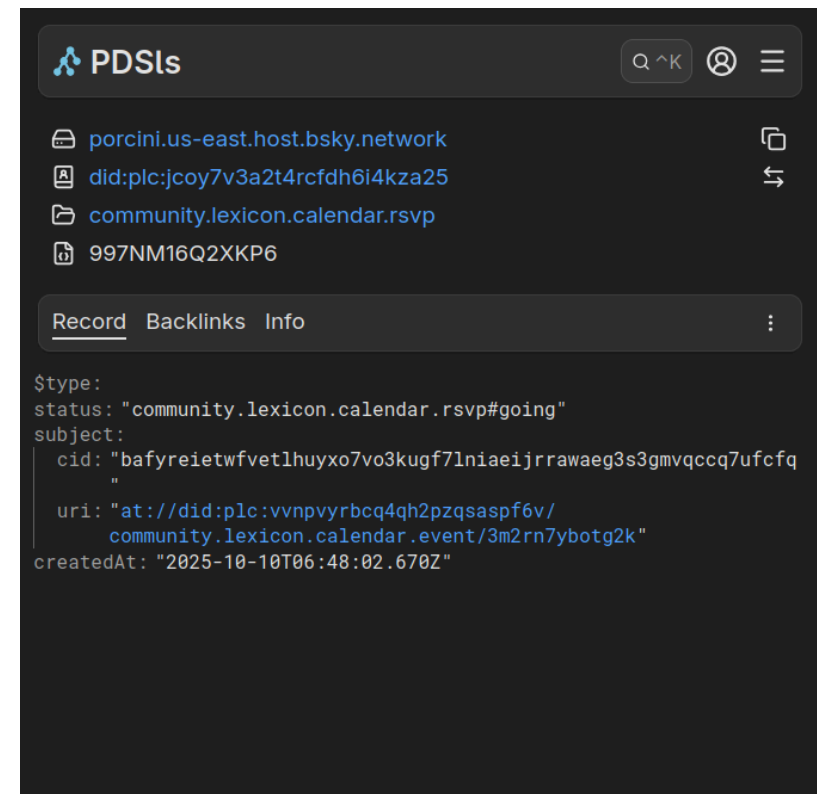 PDSls
^K
porcini.us-east.host.bsky.network
did:plc:jcoy7v3a2t4rcfdh6i4kza25
community.lexicon.calendar.rsvp
997NM16Q2XKP6
Record Backlinks Info
$type:
status: "community.lexicon.calendar.rsvp#going"
subject:
cid: "bafyreietwfvetlhuyxo7vo3kugf7lniaeijrrawaeg3s3gmvqccq7ufcfq
"
uri: "at://did:plc:vvnpvyrbcq4qh2pzqsaspf6v/
community.lexicon.calendar.event/3m2rn7ybotg2k"
createdAt: "2025-10-10T06:48:02.670Z"